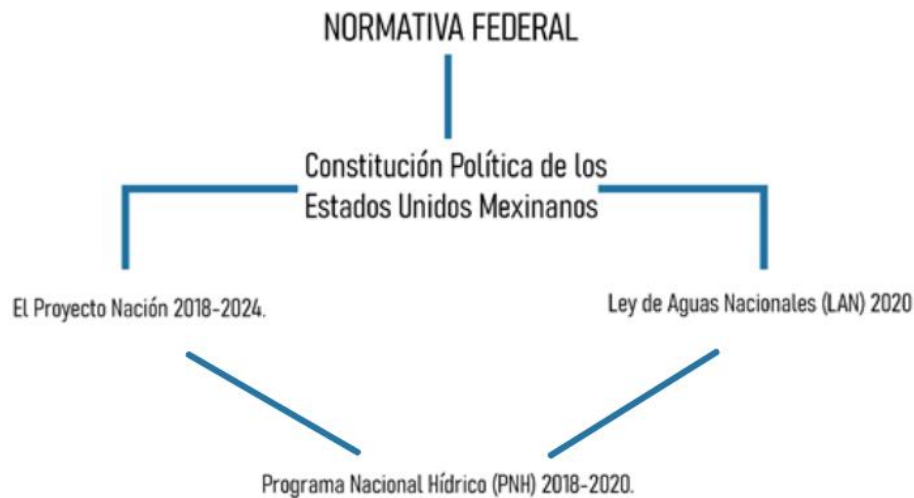 NORMATIVA FEDERAL
Constitución Política de los
Estados Unidos Mexinanos
El Proyecto Nación 2018-2024.
Ley de Aguas Nacionales (LAN) 2020
Programa Nacional Hídrico (PNH) 2018-2020.